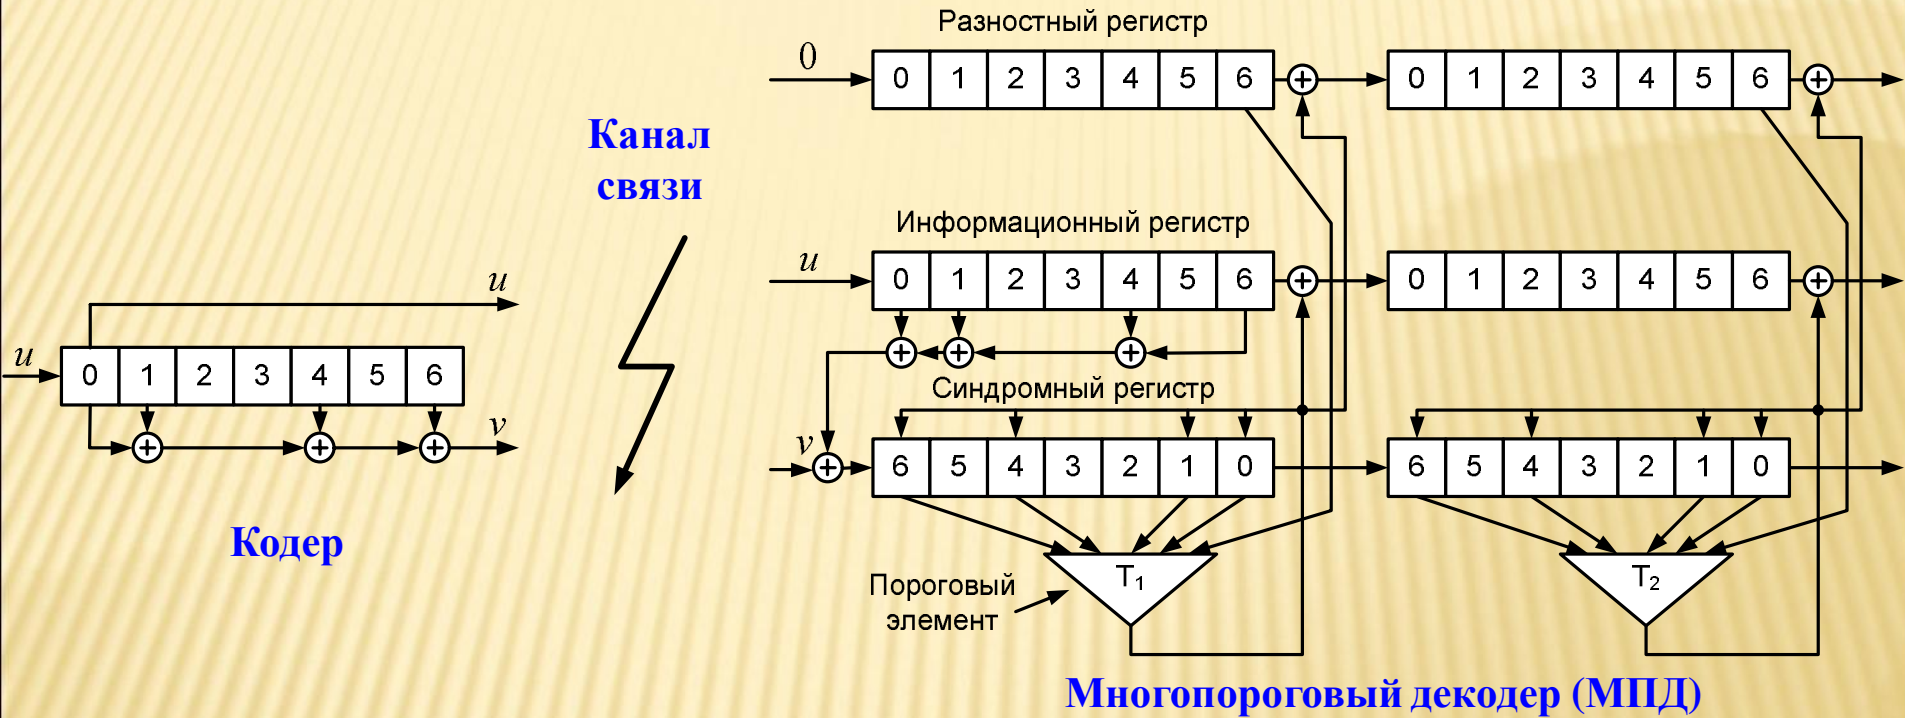 Разностный регистр
0
0 1 2 3 4 5 6
0 1 2 3 4 5 6
Канал
связи
Информационный регистр
u
0 1 2 3 4 5 6
0 1 2 3 4 5 6
u
u
0 1 2 3 4 5 6
v
Синдромный регистр
v
6 5 4 3 2 1 0
6 5 4 3 2 1 0
Кодер
T1
T2
Пороговый
элемент
Многопороговый декодер (МПД)